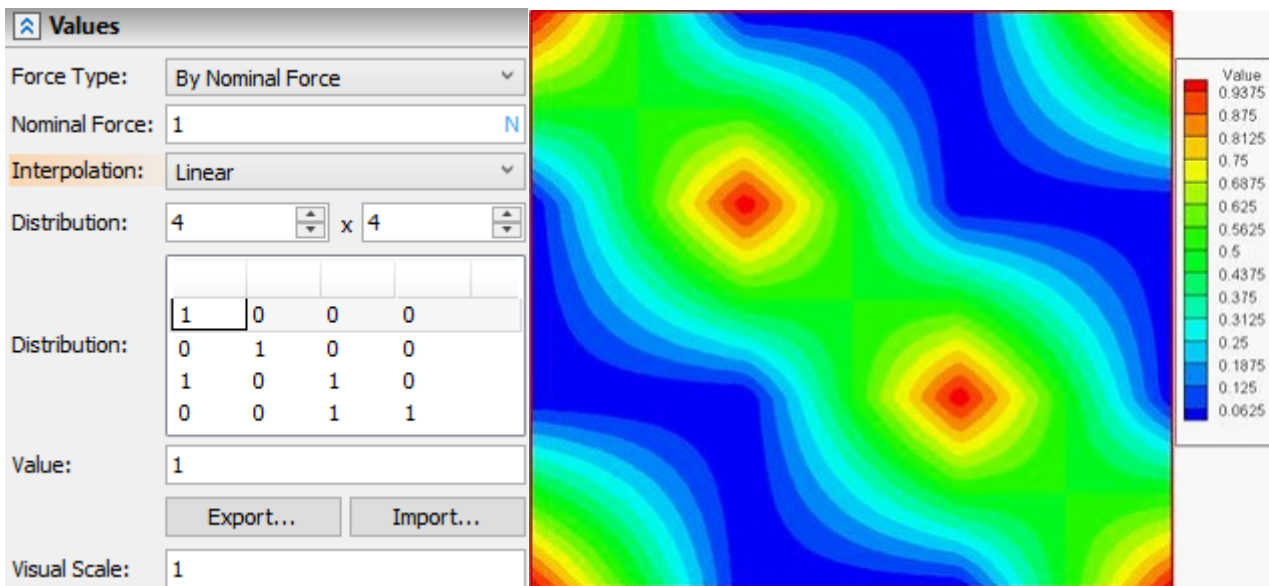 Values
Force Type: By Nominal Force
Nominal Force: 1 N
Interpolation: Linear
Distribution: 4 x 4
Distribution:
1 0 0 0
0 1 0 0
1 0 1 0
0 0 1 1
Value: 1
Export... Import...
Visual Scale: 1
Value
0.9375
0.875
0.8125
0.75
0.6875
0.625
0.5625
0.5
0.4375
0.375
0.3125
0.25
0.1875
0.125
0.0625